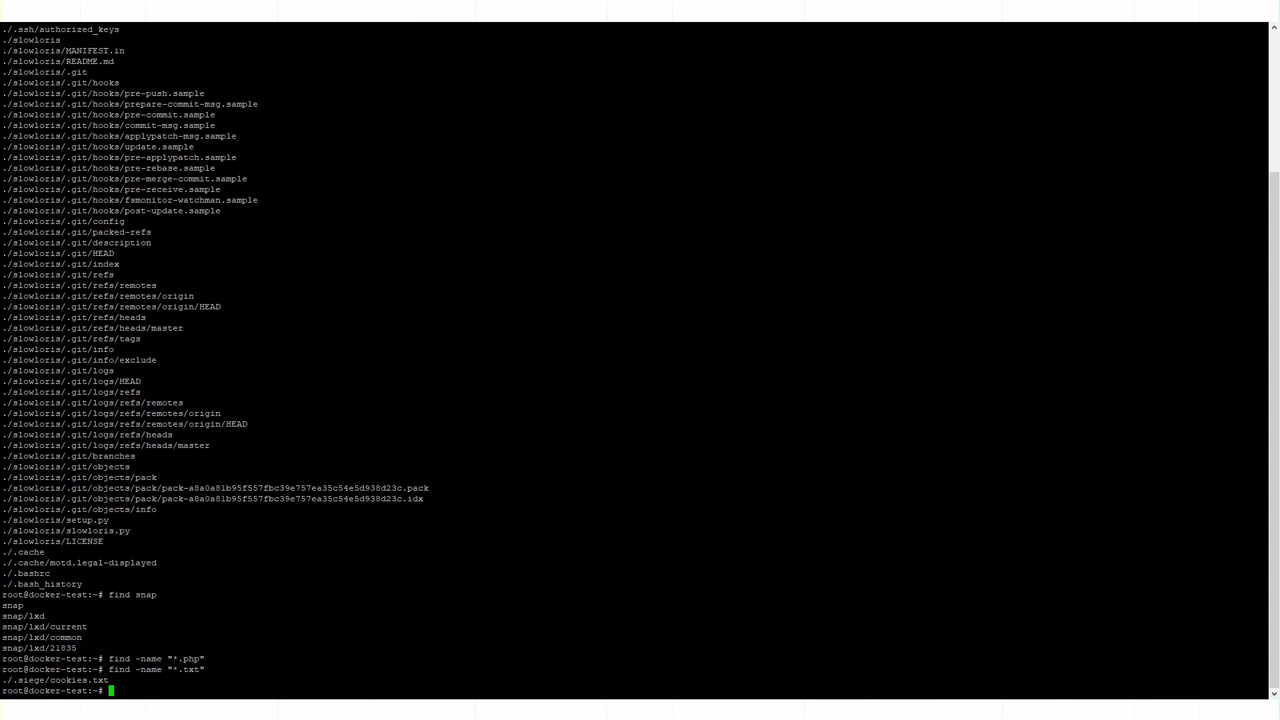 ./.ssh/authorized_keys
./slowloris
./slowloris/MANIFEST.in
./slowloris/README.md
./slowloris/.git
./slowloris/.git/hooks
./slowloris/.git/hooks/pre-push.sample
./slowloris/.git/hooks/prepare-commit-msg.sample
./slowloris/.git/hooks/pre-commit.sample
./slowloris/.git/hooks/commit-msg.sample
./slowloris/.git/hooks/applypatch-msg.sample
./slowloris/.git/hooks/update.sample
./slowloris/.git/hooks/pre-applypatch.sample
./slowloris/.git/hooks/pre-rebase.sample
./slowloris/.git/hooks/pre-merge-commit.sample
./slowloris/.git/hooks/pre-receive.sample
./slowloris/.git/hooks/fsmonitor-watchman.sample
./slowloris/.git/hooks/post-update.sample
./slowloris/.git/config
./slowloris/.git/packed-refs
./slowloris/.git/description
./slowloris/.git/HEAD
./slowloris/.git/index
./slowloris/.git/refs
./slowloris/.git/refs/remotes
./slowloris/.git/refs/remotes/origin
./slowloris/.git/refs/remotes/origin/HEAD
./slowloris/.git/refs/heads
./slowloris/.git/refs/heads/master
./slowloris/.git/refs/tags
./slowloris/.git/info
./slowloris/.git/info/exclude
./slowloris/.git/logs
./slowloris/.git/logs/HEAD
./slowloris/.git/logs/refs
./slowloris/.git/logs/refs/remotes
./slowloris/.git/logs/refs/remotes/origin
./slowloris/.git/logs/refs/remotes/origin/HEAD
./slowloris/.git/logs/refs/heads
./slowloris/.git/logs/refs/heads/master
./slowloris/.git/branches
./slowloris/.git/objects
./slowloris/.git/objects/pack
./slowloris/.git/objects/pack/pack-a8a0a81b95f557fbc39e757ea35c54e5d938d23c.pack
./slowloris/.git/objects/pack/pack-a8a0a81b95f557fbc39e757ea35c54e5d938d23c.idx
./slowloris/.git/objects/info
./slowloris/setup.py
./slowloris/slowloris.py
./slowloris/LICENSE
./.cache
./.cache/motd.legal-displayed
./.bashrc
./.bash_history
root@docker-test:~# find snap
snap
snap/lxd
snap/lxd/current
snap/lxd/common
snap/lxd/21835
root@docker-test:~# find -name "*.php"
root@docker-test:~# find -name "*.txt"
./.siege/cookies.txt
root@docker-test:~#